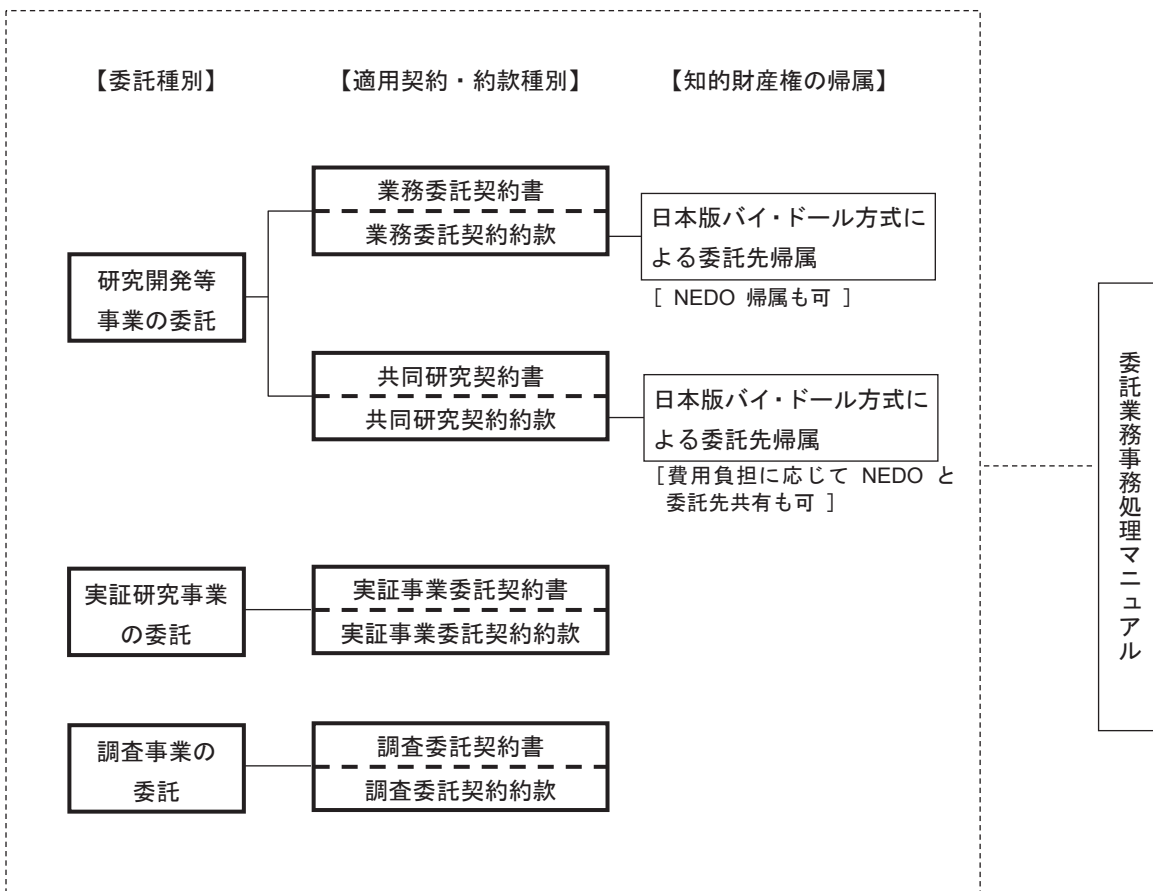 【委託種別】
【適用契約・約款種別】
【知的財産権の帰属】
研究開発等
事業の委託
業務委託契約書
業務委託契約約款
日本版バイ・ドール方式に
よる委託先帰属
[ NEDO 帰属も可 ]
共同研究契約書
共同研究契約約款
日本版バイ・ドール方式に
よる委託先帰属
[費用負担に応じて NEDO と
委託先共有も可 ]
実証研究事業
の委託
実証事業委託契約書
実証事業委託契約約款
調査事業の
委託
調査委託契約書
調査委託契約約款
委託業務事務処理マニュアル